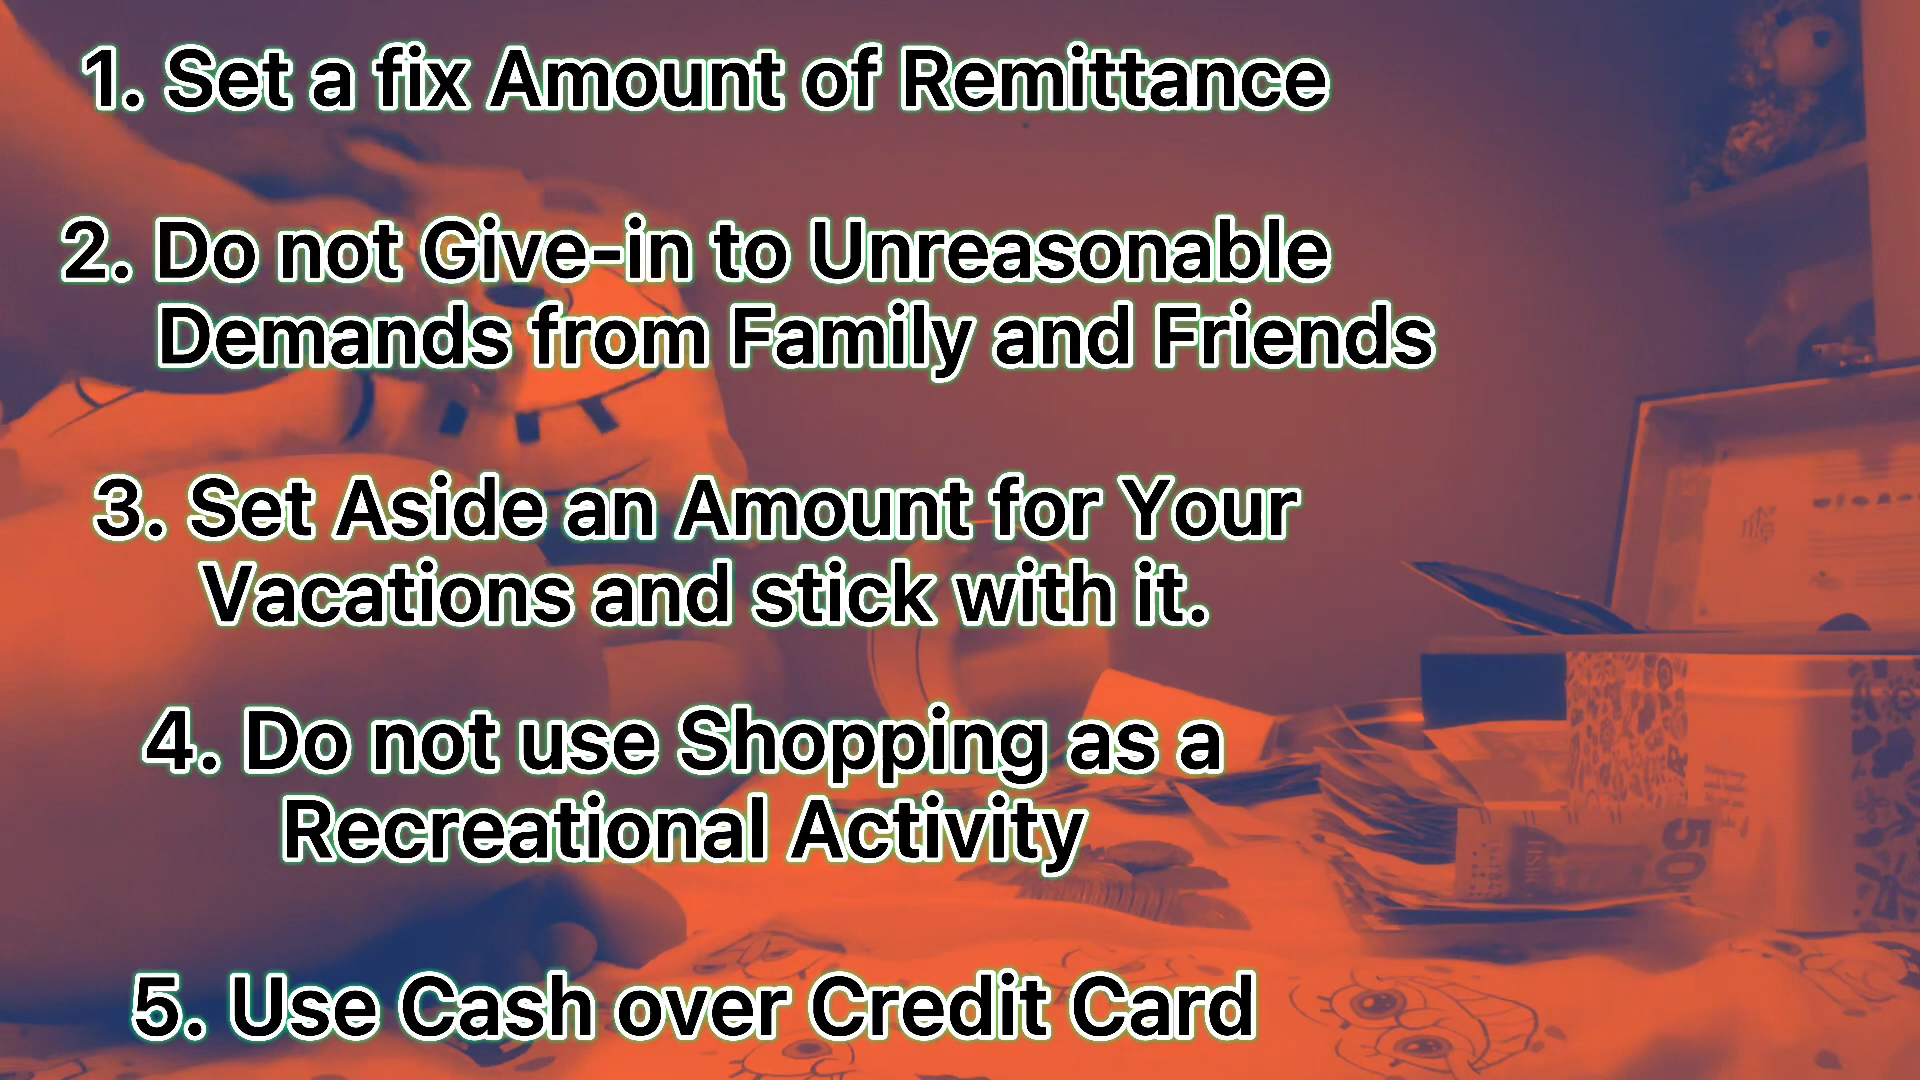 1. Set a fix Amount of Remittance
2. Do not Give-in to Unreasonable
Demands from Family and Friends
3. Set Aside an Amount for Your
Vacations and stick with it.
4. Do not use Shopping as a
Recreational Activity
5. Use Cash over Credit Card
50